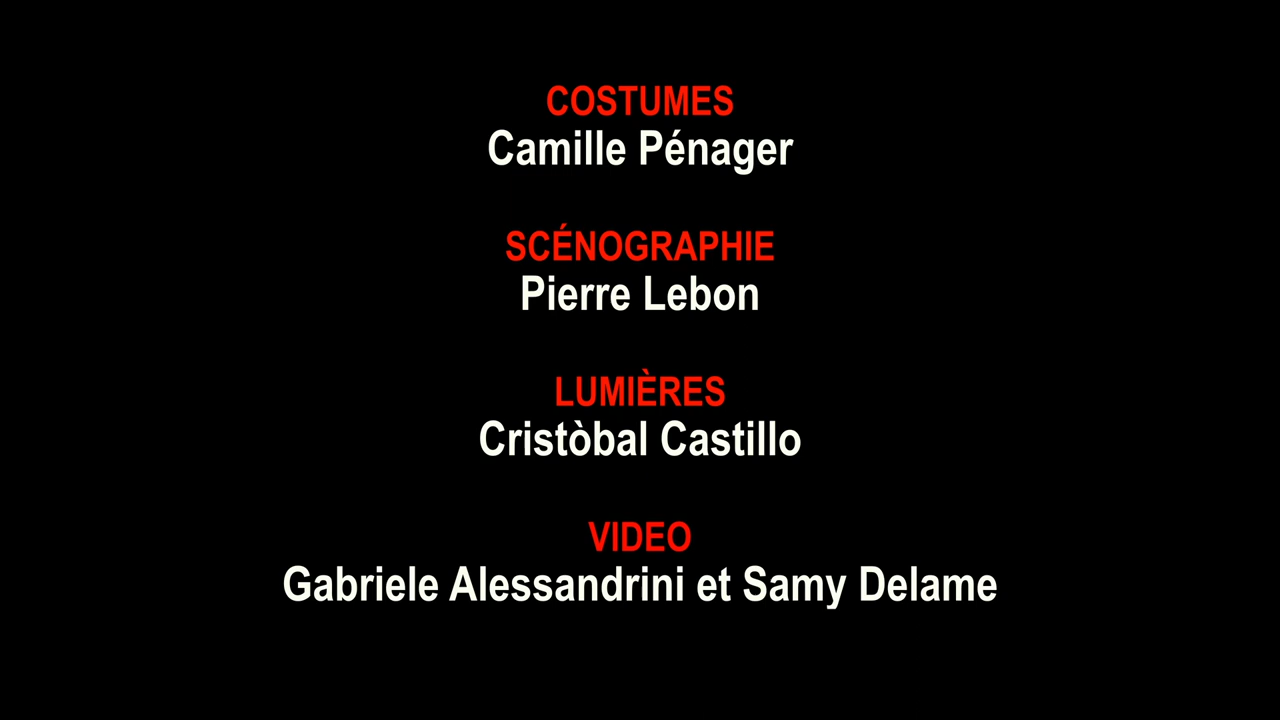 COSTUMES
Camille Pénager
SCÉNOGRAPHIE
Pierre Lebon
LUMIÈRES
Cristòbal Castillo
VIDEO
Gabriele Alessandrini et Samy Delame